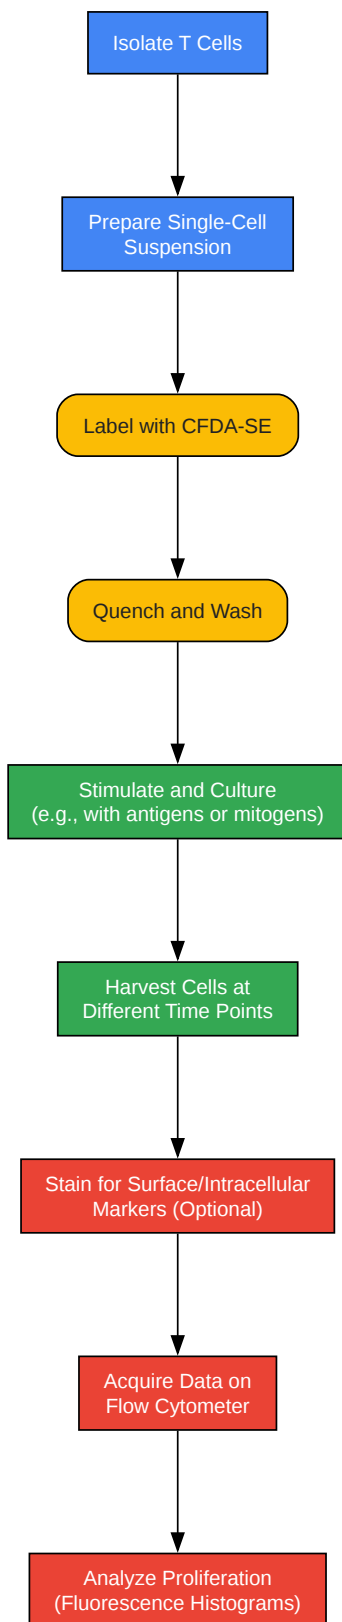 Isolate T Cells
Prepare Single-Cell
Suspension
Label with CFDA-SE
Quench and Wash
Stimulate and Culture
(e.g., with antigens or mitogens)
Harvest Cells at
Different Time Points
Stain for Surface/Intracellular
Markers (Optional)
Acquire Data on
Flow Cytometer
Analyze Proliferation
(Fluorescence Histograms)